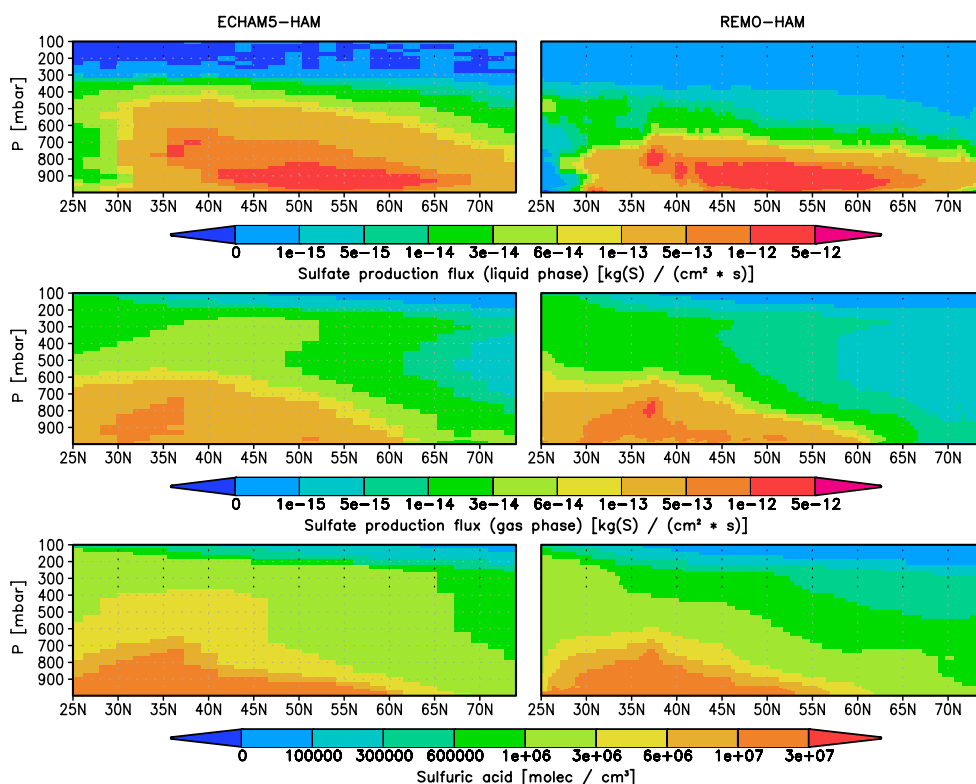 ECHAM5-HAM REMO-HAM
P [mbar]
100
200
300
400
500
600
700
800
900
25N 30N 35N 40N 45N 50N 55N 60N 65N 70N
25N 30N 35N 40N 45N 50N 55N 60N 65N 70N
0 1e-15 5e-15 1e-14 3e-14 6e-14 1e-13 5e-13 1e-12 5e-12
Sulfate production flux (liquid phase) [kg(S) / (cm² * s)]
P [mbar]
100
200
300
400
500
600
700
800
900
25N 30N 35N 40N 45N 50N 55N 60N 65N 70N
25N 30N 35N 40N 45N 50N 55N 60N 65N 70N
0 1e-15 5e-15 1e-14 3e-14 6e-14 1e-13 5e-13 1e-12 5e-12
Sulfate production flux (gas phase) [kg(S) / (cm² * s)]
P [mbar]
100
200
300
400
500
600
700
800
900
25N 30N 35N 40N 45N 50N 55N 60N 65N 70N
25N 30N 35N 40N 45N 50N 55N 60N 65N 70N
0 100000 300000 600000 1e+06 3e+06 6e+06 1e+07 3e+07
Sulfuric acid [molec / cm³]